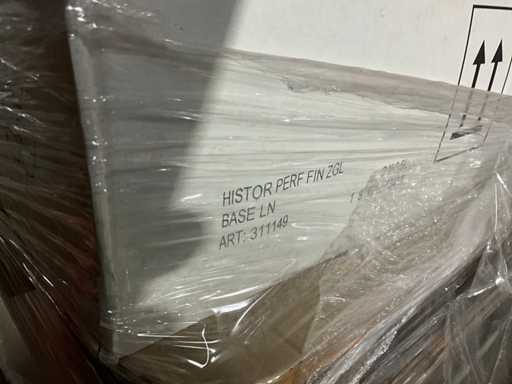 HISTOR PERF FIN ZGL
BASE LN
ART: 311149